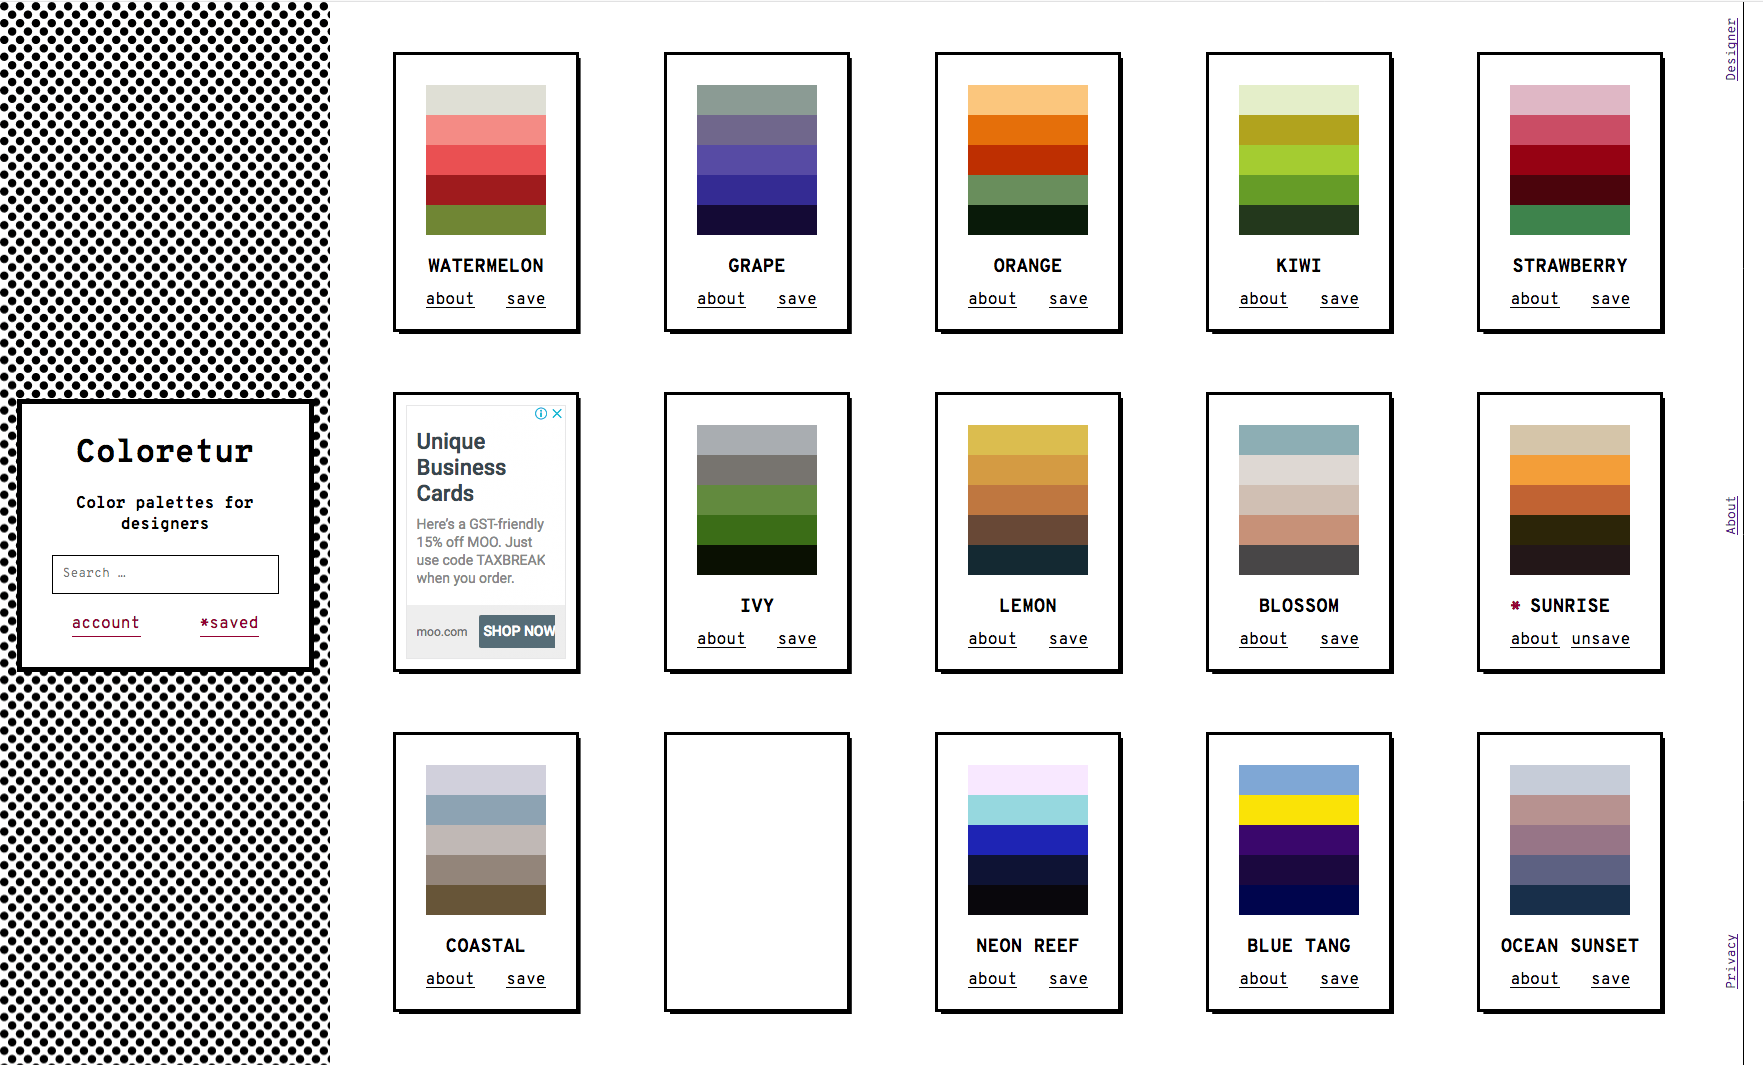 Coloretur
Color palettes for
designers
Search …
account *saved
WATERMELON
about save
GRAPE
about save
ORANGE
about save
KIWI
about save
STRAWBERRY
about save
Unique
Business
Cards
Here's a GST-friendly
15% off MOO. Just
use code TAXBREAK
when you order.
moo.com SHOP NOW
IVY
about save
LEMON
about save
BLOSSOM
about save
* SUNRISE
about unsave
COASTAL
about save
NEON REEF
about save
BLUE TANG
about save
OCEAN SUNSET
about save
Designer
About
Privacy